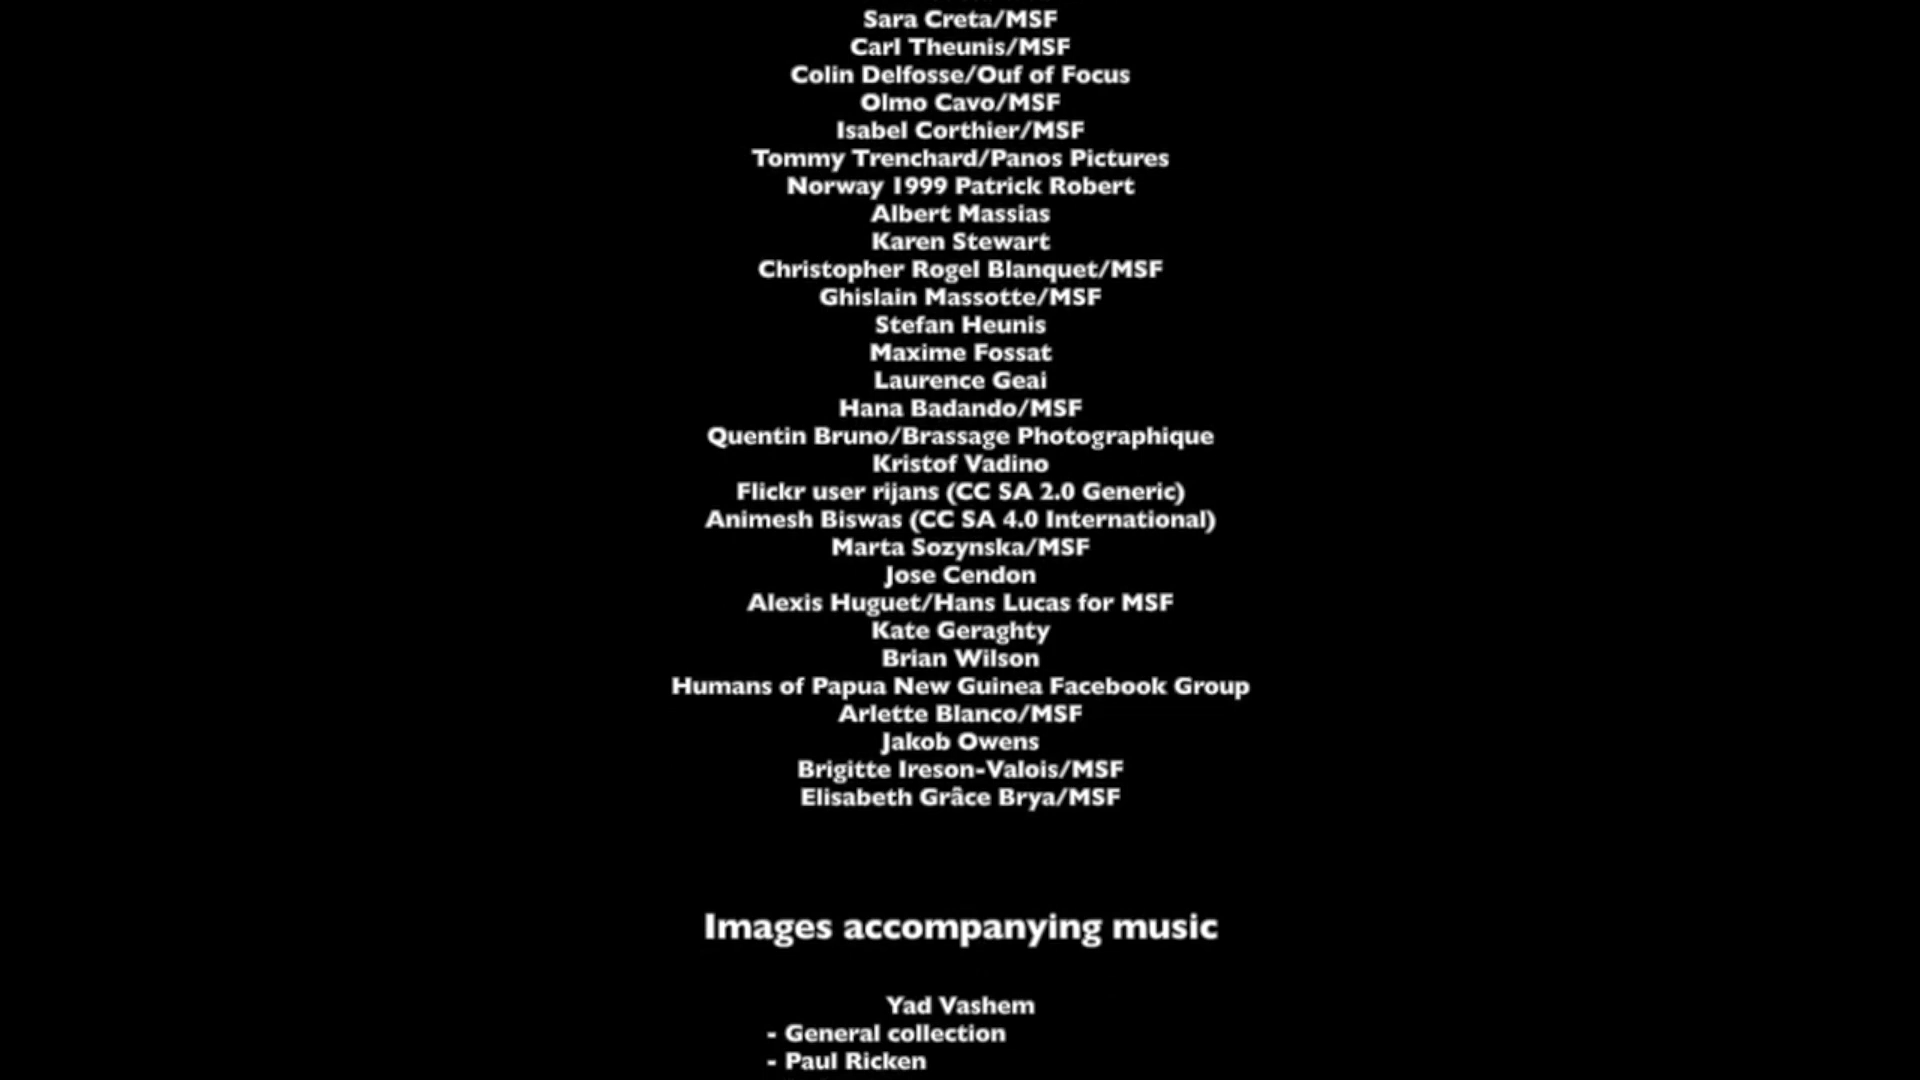 Sara Creta/MSF
Carl Theunis/MSF
Colin Delfosse/Ouf of Focus
Olmo Cavo/MSF
Isabel Corthier/MSF
Tommy Trenchard/Panos Pictures
Norway 1999 Patrick Robert
Albert Massias
Karen Stewart
Christopher Rogel Blanquet/MSF
Ghislain Massotte/MSF
Stefan Heunis
Maxime Fossat
Laurence Geai
Hana Badando/MSF
Quentin Bruno/Brassage Photographique
Kristof Vadino
Flickr user rijans (CC SA 2.0 Generic)
Animesh Biswas (CC SA 4.0 International)
Marta Sozynska/MSF
Jose Cendon
Alexis Huguet/Hans Lucas for MSF
Kate Geraghty
Brian Wilson
Humans of Papua New Guinea Facebook Group
Arlette Blanco/MSF
Jakob Owens
Brigitte Ireson-Valois/MSF
Elisabeth Grâce Brya/MSF
Images accompanying music
Yad Vashem
- General collection
- Paul Ricken